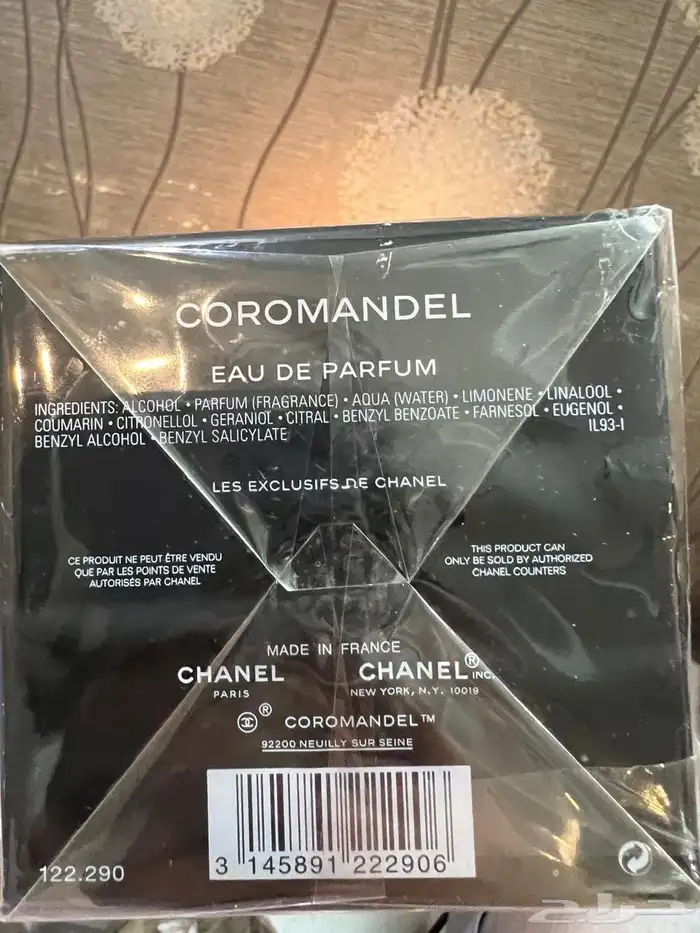 COROMANDEL
EAU DE PARFUM
INGREDIENTS: ALCOHOL • PARFUM (FRAGRANCE) • AQUA (WATER) • LIMONENE • LINALOOL •
COUMARIN • CITRONELLOL • GERANIOL • CITRAL • BENZYL BENZOATE • FARNESOL • EUGENOL •
BENZYL ALCOHOL • BENZYL SALICYLATE
IL93-I
LES EXCLUSIFS DE CHANEL
CE PRODUIT NE PEUT ÊTRE VENDU
QUE PAR LES POINTS DE VENTE
AUTORISÉS PAR CHANEL
THIS PRODUCT CAN
ONLY BE SOLD BY AUTHORIZED
CHANEL COUNTERS
MADE IN FRANCE
CHANEL
PARIS
CHANEL® INC.
NEW YORK, N.Y. 10019
® COROMANDEL™
92200 NEUILLY SUR SEINE
3 145891 222906
122.290
حراج